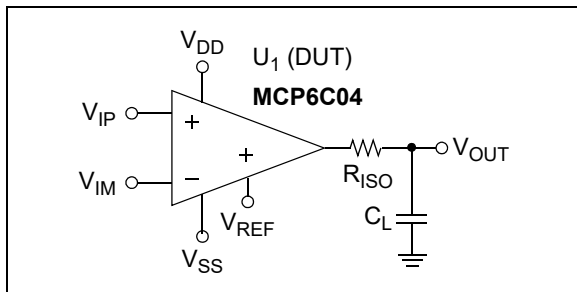 V_DD
U_1 (DUT)
MCP6C04
V_IP
+
+
V_OUT
R_ISO
V_IM
−
C_L
V_REF
V_SS